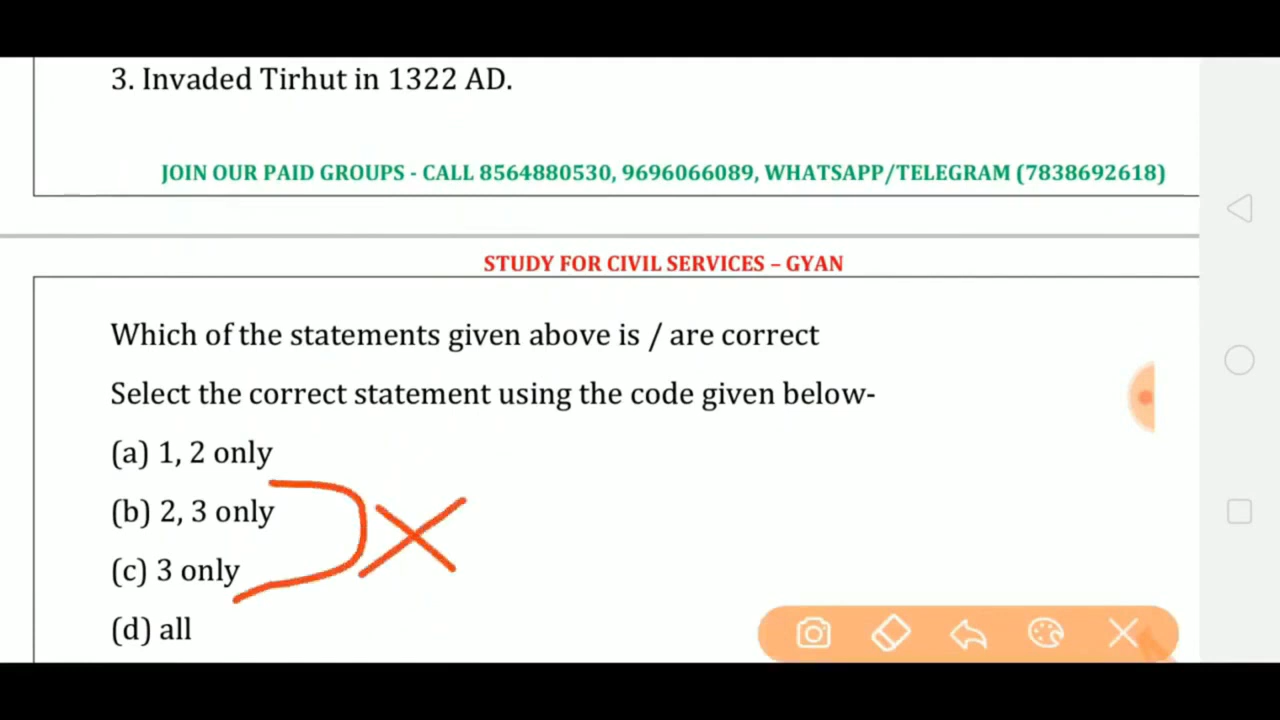 3. Invaded Tirhut in 1322 AD.
JOIN OUR PAID GROUPS - CALL 8564880530, 9696066089, WHATSAPP/TELEGRAM (7838692618)
STUDY FOR CIVIL SERVICES – GYAN
Which of the statements given above is / are correct
Select the correct statement using the code given below-
(a) 1, 2 only
(b) 2, 3 only
(c) 3 only
(d) all